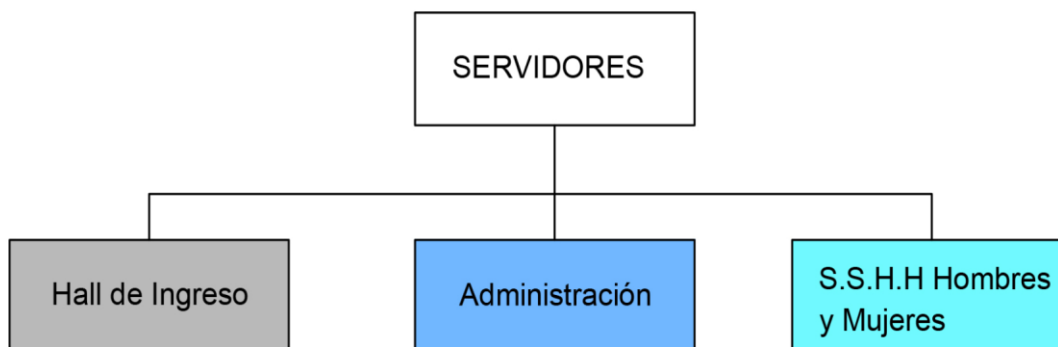 SERVIDORES
Hall de Ingreso
Administración
S.S.H.H Hombres
y Mujeres